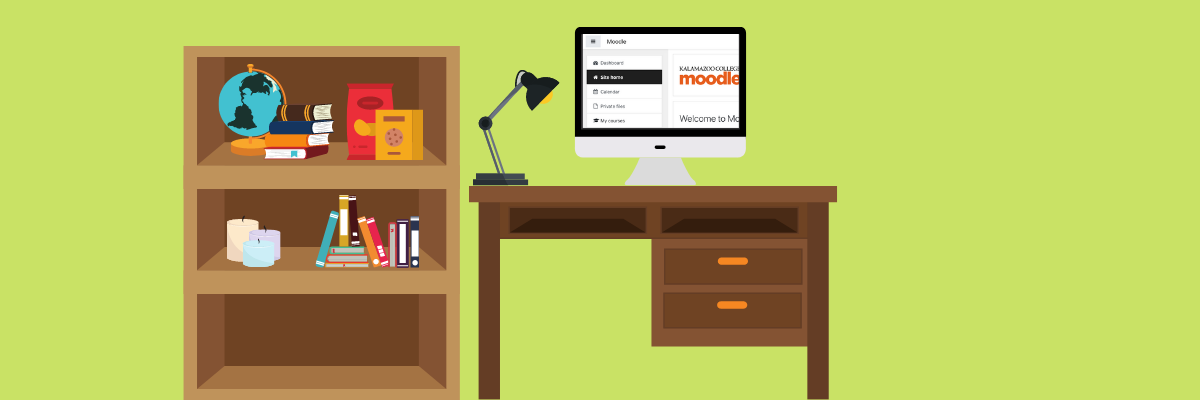 Moodle
Dashboard
Site home
Calendar
Private files
My courses
KALAMAZOO COLLEGE
moodle
Welcome to Mo